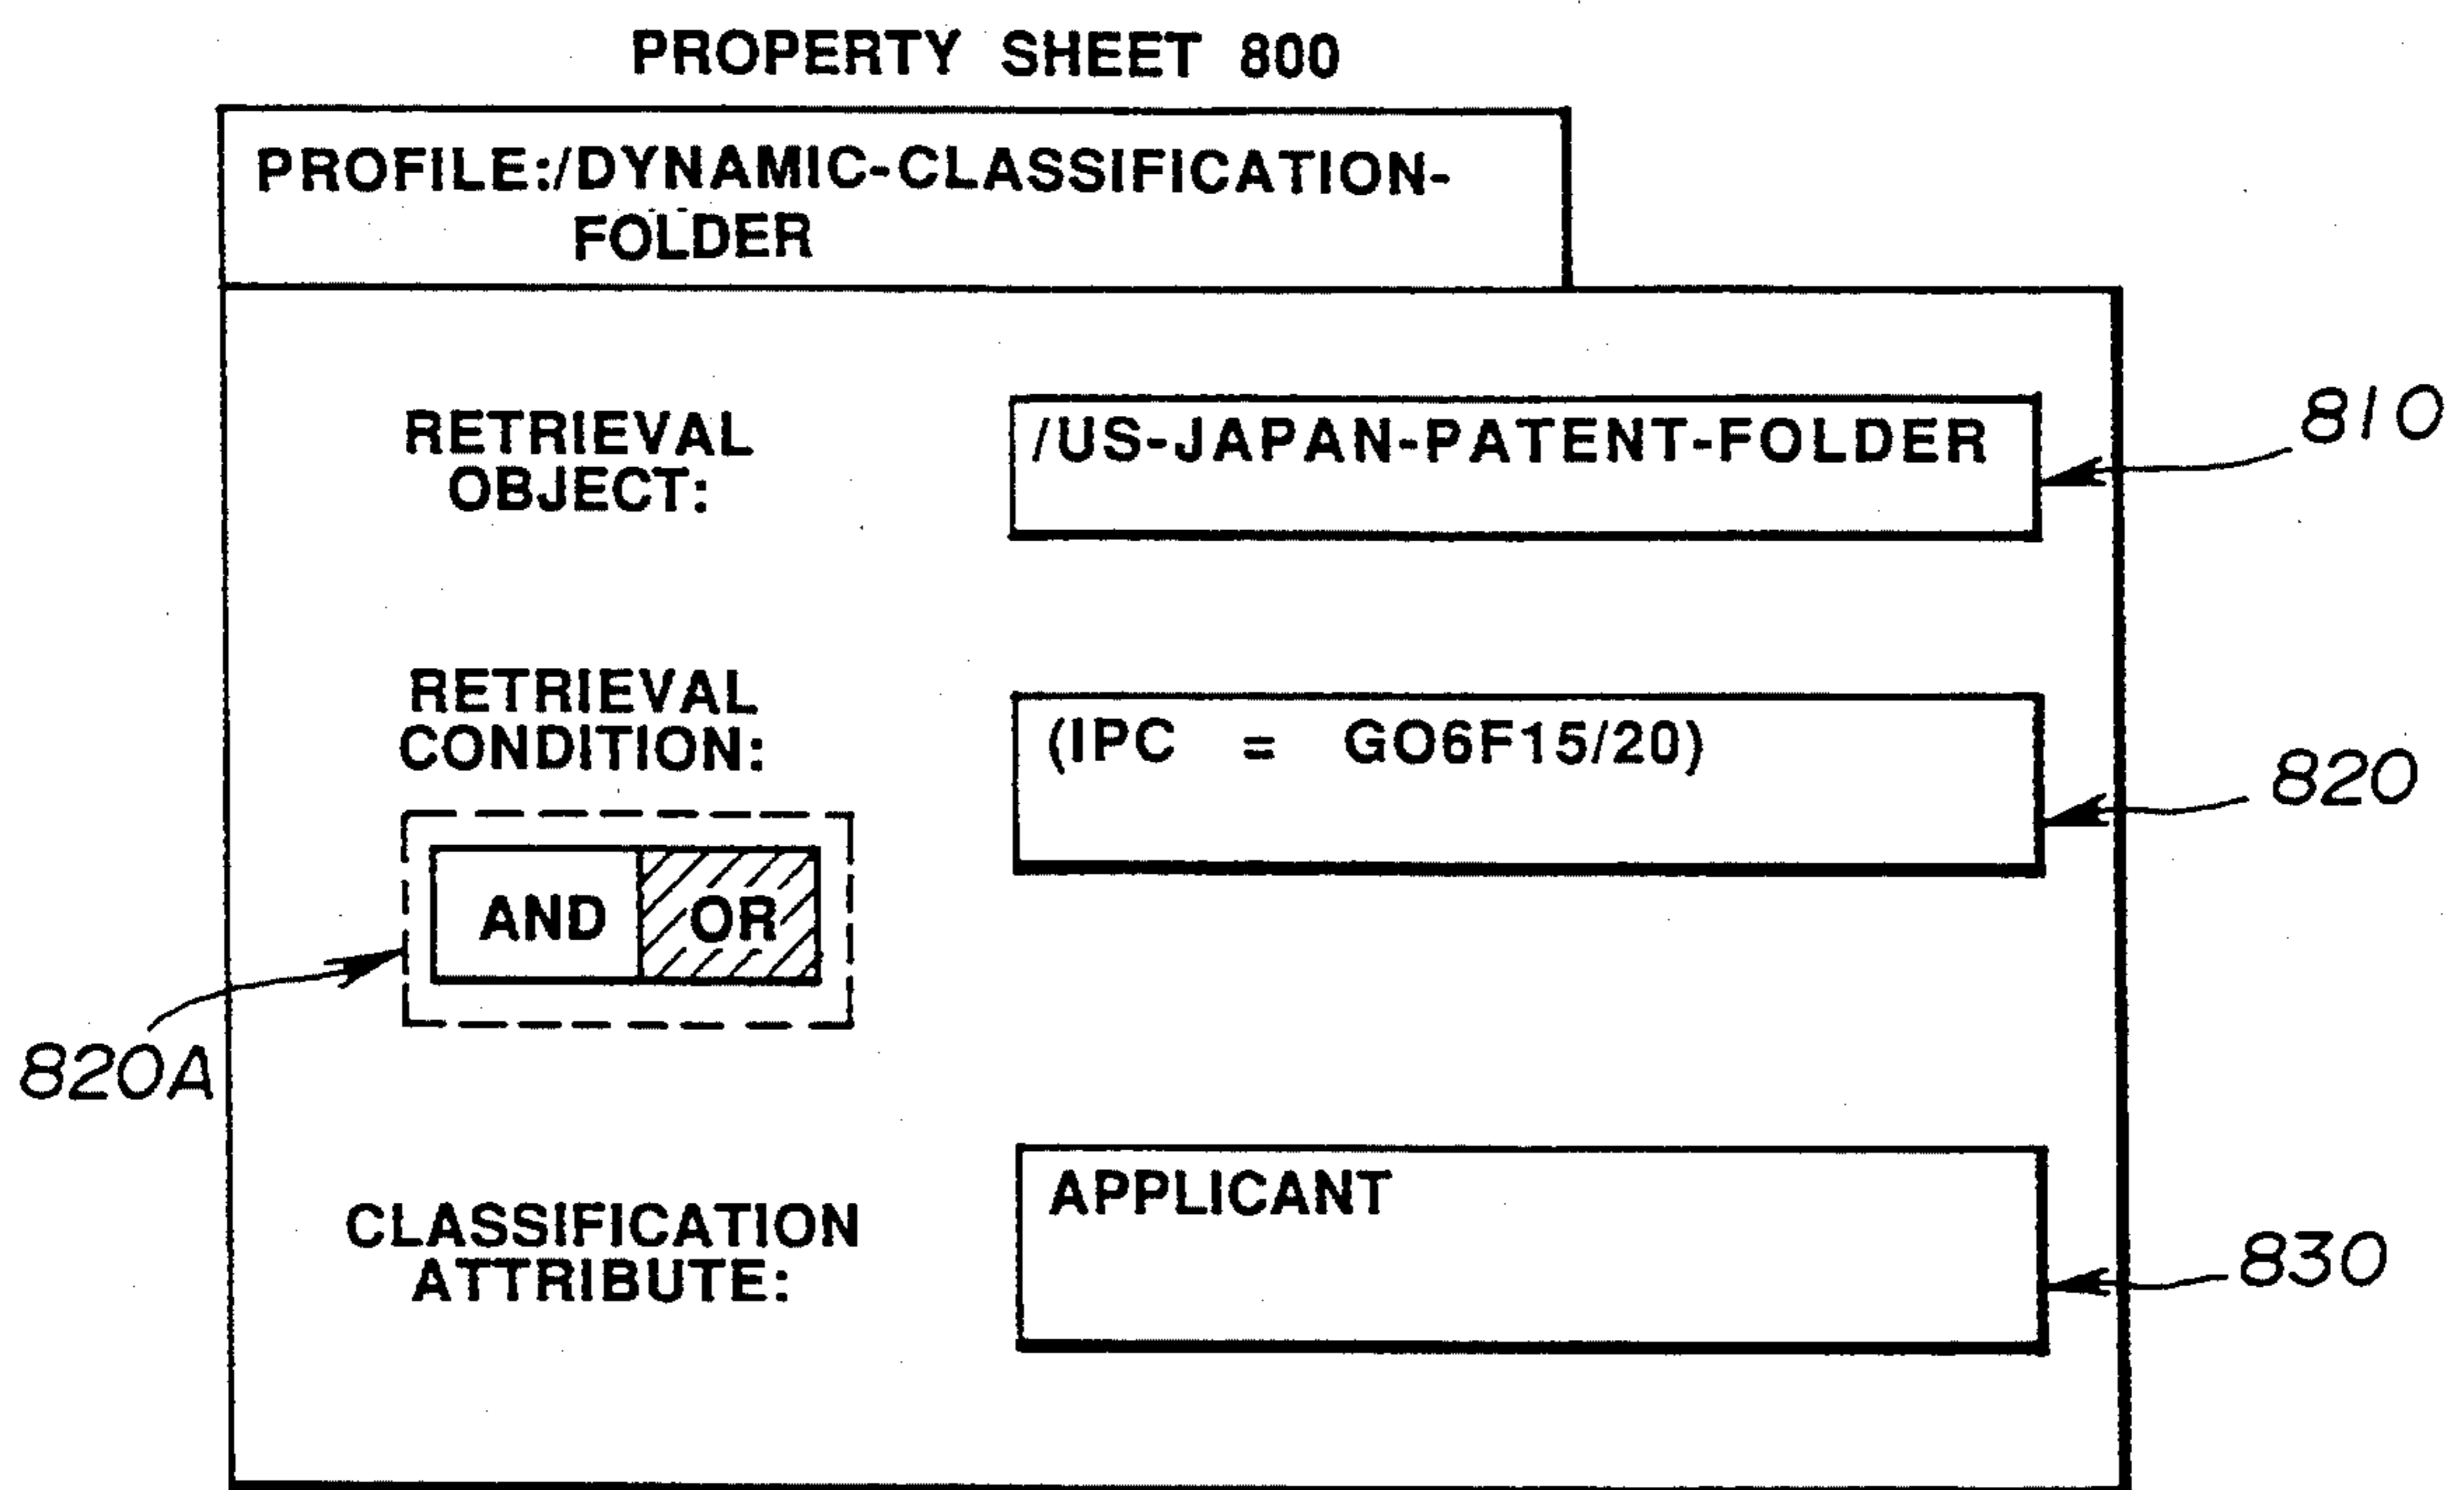 PROPERTY SHEET 800
PROFILE:/DYNAMIC-CLASSIFICATION-
FOLDER
RETRIEVAL
OBJECT:
/US-JAPAN-PATENT-FOLDER
810
RETRIEVAL
CONDITION:
(IPC = GO6F15/20)
820
AND OR
820A
CLASSIFICATION
ATTRIBUTE:
APPLICANT
830